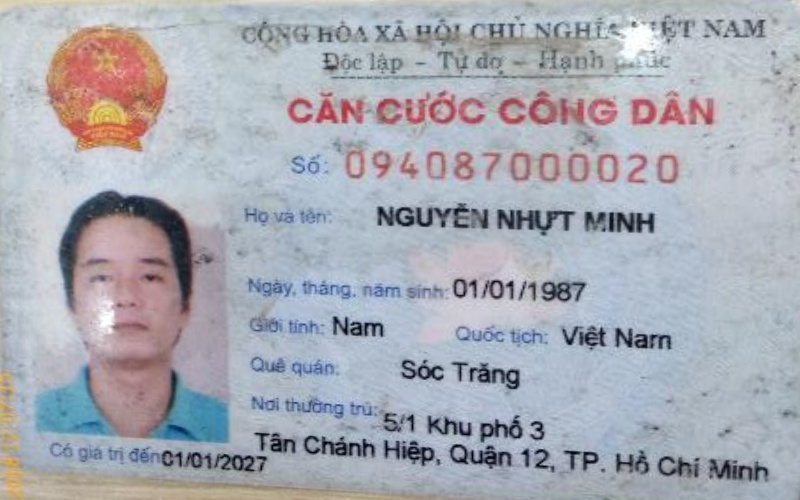 CỘNG HÒA XÃ HỘI CHỦ NGHĨA VIỆT NAM
Độc lập - Tự do - Hạnh phúc
CĂN CƯỚC CÔNG DÂN
Số: 094087000020
Họ và tên: NGUYỄN NHỰT MINH
Ngày, tháng, năm sinh: 01/01/1987
Giới tính: Nam Quốc tịch: Việt Nam
Quê quán: Sóc Trăng
Nơi thường trú: 5/1 Khu phố 3
Tân Chánh Hiệp, Quận 12, TP. Hồ Chí Minh
Có giá trị đến 01/01/2027